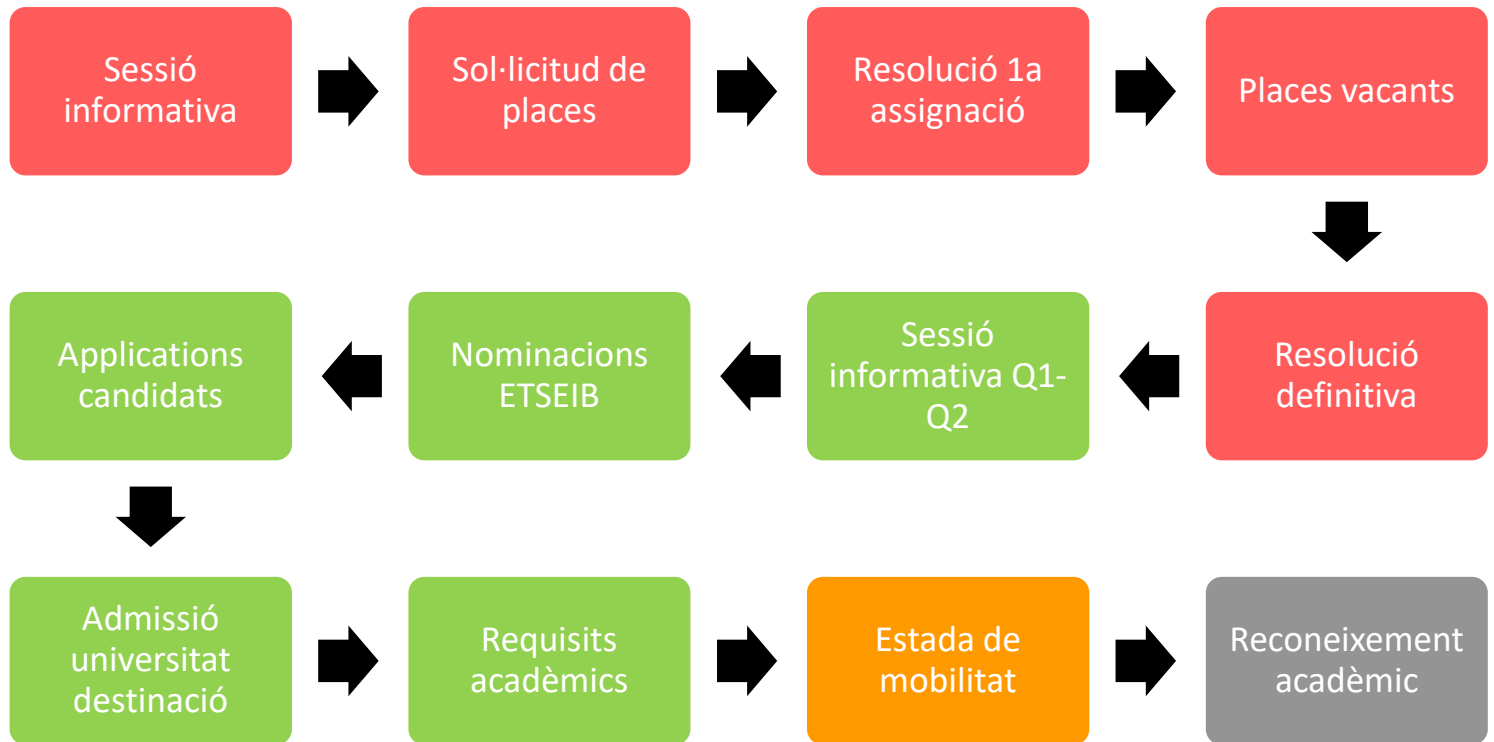 Sessió
informativa
Sol·licitud de
places
Resolució 1a
assignació
Places vacants
Applications
candidats
Nominacions
ETSEIB
Sessió
informativa Q1-
Q2
Resolució
definitiva
Admissió
universitat
destinació
Requisits
acadèmics
Estada de
mobilitat
Reconeixement
acadèmic